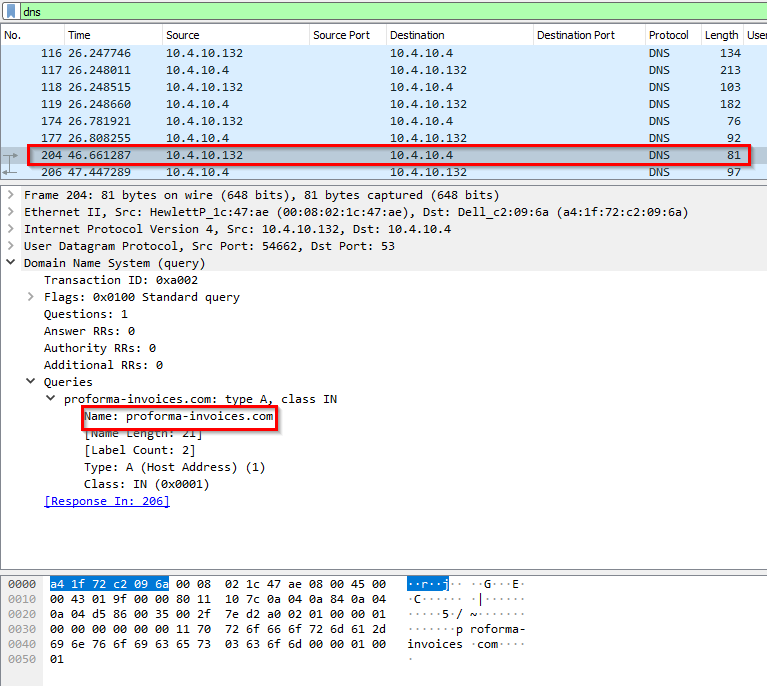 dns
No. Time Source Source Port Destination Destination Port Protocol Length User
116 26.247746 10.4.10.132 10.4.10.4 DNS 134
117 26.248011 10.4.10.4 10.4.10.132 DNS 213
118 26.248515 10.4.10.132 10.4.10.4 DNS 103
119 26.248660 10.4.10.4 10.4.10.132 DNS 182
174 26.781921 10.4.10.132 10.4.10.4 DNS 76
177 26.808255 10.4.10.4 10.4.10.132 DNS 92
204 46.661287 10.4.10.132 10.4.10.4 DNS 81
206 47.447289 10.4.10.4 10.4.10.132 DNS 97
Frame 204: 81 bytes on wire (648 bits), 81 bytes captured (648 bits)
Ethernet II, Src: HewlettP_1c:47:ae (00:08:02:1c:47:ae), Dst: Dell_c2:09:6a (a4:1f:72:c2:09:6a)
Internet Protocol Version 4, Src: 10.4.10.132, Dst: 10.4.10.4
User Datagram Protocol, Src Port: 54662, Dst Port: 53
Domain Name System (query)
Transaction ID: 0xa002
Flags: 0x0100 Standard query
Questions: 1
Answer RRs: 0
Authority RRs: 0
Additional RRs: 0
Queries
proforma-invoices.com: type A, class IN
Name: proforma-invoices.com
[Name Length: 21]
[Label Count: 2]
Type: A (Host Address) (1)
Class: IN (0x0001)
[Response In: 206]
0000 a4 1f 72 c2 09 6a 00 08 02 1c 47 ae 08 00 45 00 ··r··j·· ··G···E·
0010 00 43 01 9f 00 00 80 11 10 7c 0a 04 0a 84 0a 04 ·C······ ·|······
0020 0a 04 d5 86 00 35 00 2f 7e d2 a0 02 01 00 00 01 ·····5·/ ~·······
0030 00 00 00 00 00 00 11 70 72 6f 66 6f 72 6d 61 2d ·······p roforma-
0040 69 6e 76 6f 69 63 65 73 03 63 6f 6d 00 00 01 00 invoices ·com····
0050 01 ·